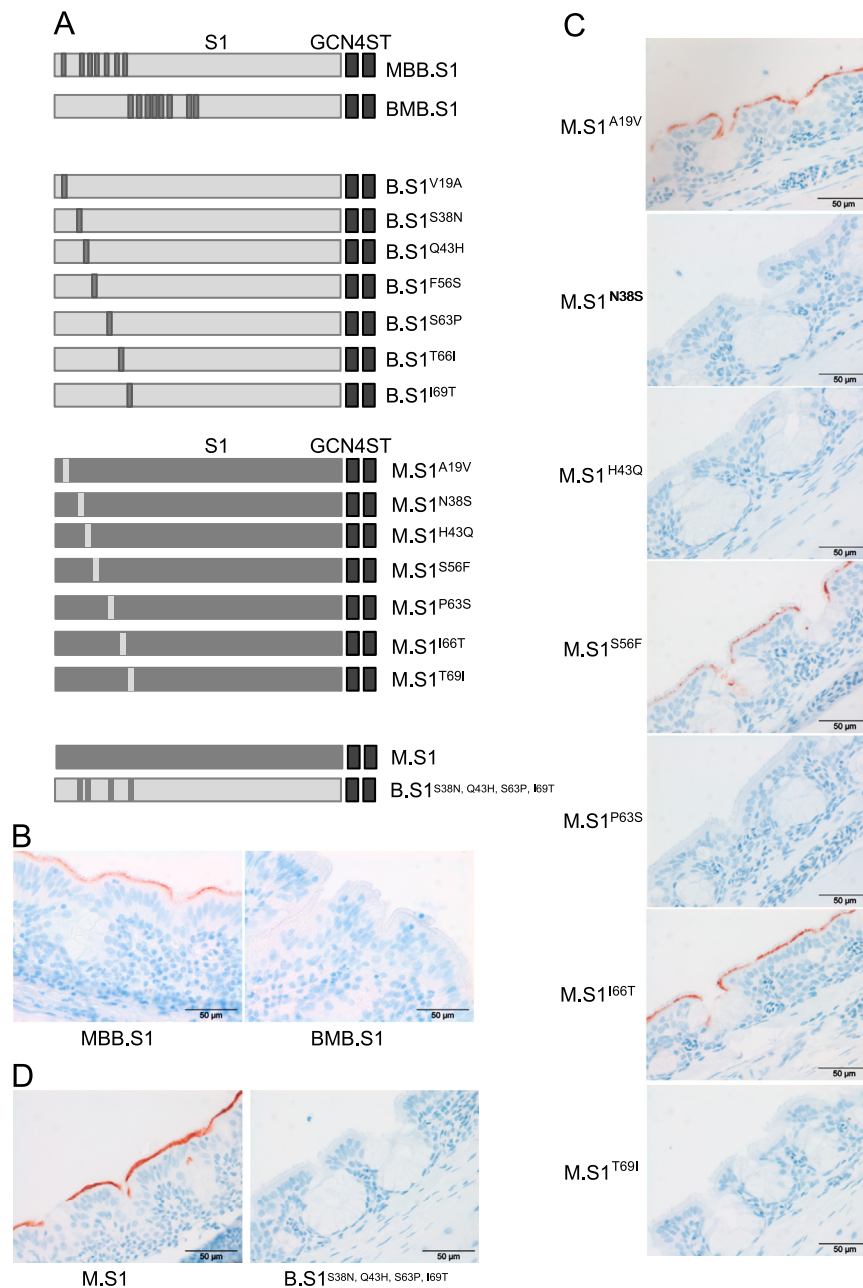 A
S1 GCN4ST
MBB.S1
BMB.S1
B.S1V19A
B.S1S38N
B.S1Q43H
B.S1F56S
B.S1S63P
B.S1T66I
B.S1I69T
S1 GCN4ST
M.S1A19V
M.S1N38S
M.S1H43Q
M.S1S56F
M.S1P63S
M.S1I66T
M.S1T69I
M.S1
B.S1S38N, Q43H, S63P, I69T
B
50 µm
50 µm
MBB.S1 BMB.S1
D
50 µm
50 µm
M.S1 B.S1S38N, Q43H, S63P, I69T
C
M.S1A19V
50 µm
M.S1N38S
50 µm
M.S1H43Q
50 µm
M.S1S56F
50 µm
M.S1P63S
50 µm
M.S1I66T
50 µm
M.S1T69I
50 µm